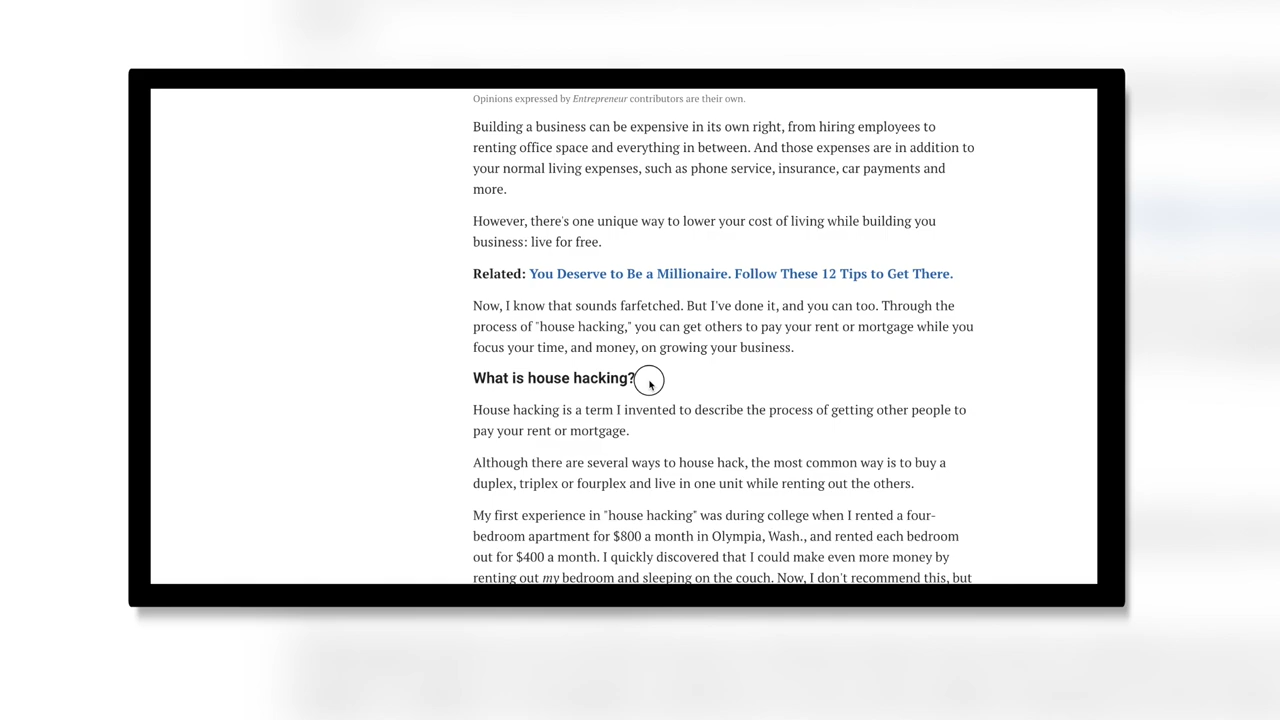 Opinions expressed by Entrepreneur contributors are their own.
Building a business can be expensive in its own right, from hiring employees to
renting office space and everything in between. And those expenses are in addition to
your normal living expenses, such as phone service, insurance, car payments and
more.
However, there's one unique way to lower your cost of living while building you
business: live for free.
Related: You Deserve to Be a Millionaire. Follow These 12 Tips to Get There.
Now, I know that sounds farfetched. But I've done it, and you can too. Through the
process of "house hacking," you can get others to pay your rent or mortgage while you
focus your time, and money, on growing your business.
What is house hacking?
House hacking is a term I invented to describe the process of getting other people to
pay your rent or mortgage.
Although there are several ways to house hack, the most common way is to buy a
duplex, triplex or fourplex and live in one unit while renting out the others.
My first experience in "house hacking" was during college when I rented a four-
bedroom apartment for $800 a month in Olympia, Wash., and rented each bedroom
out for $400 a month. I quickly discovered that I could make even more money by
renting out my bedroom and sleeping on the couch. Now, I don't recommend this, but